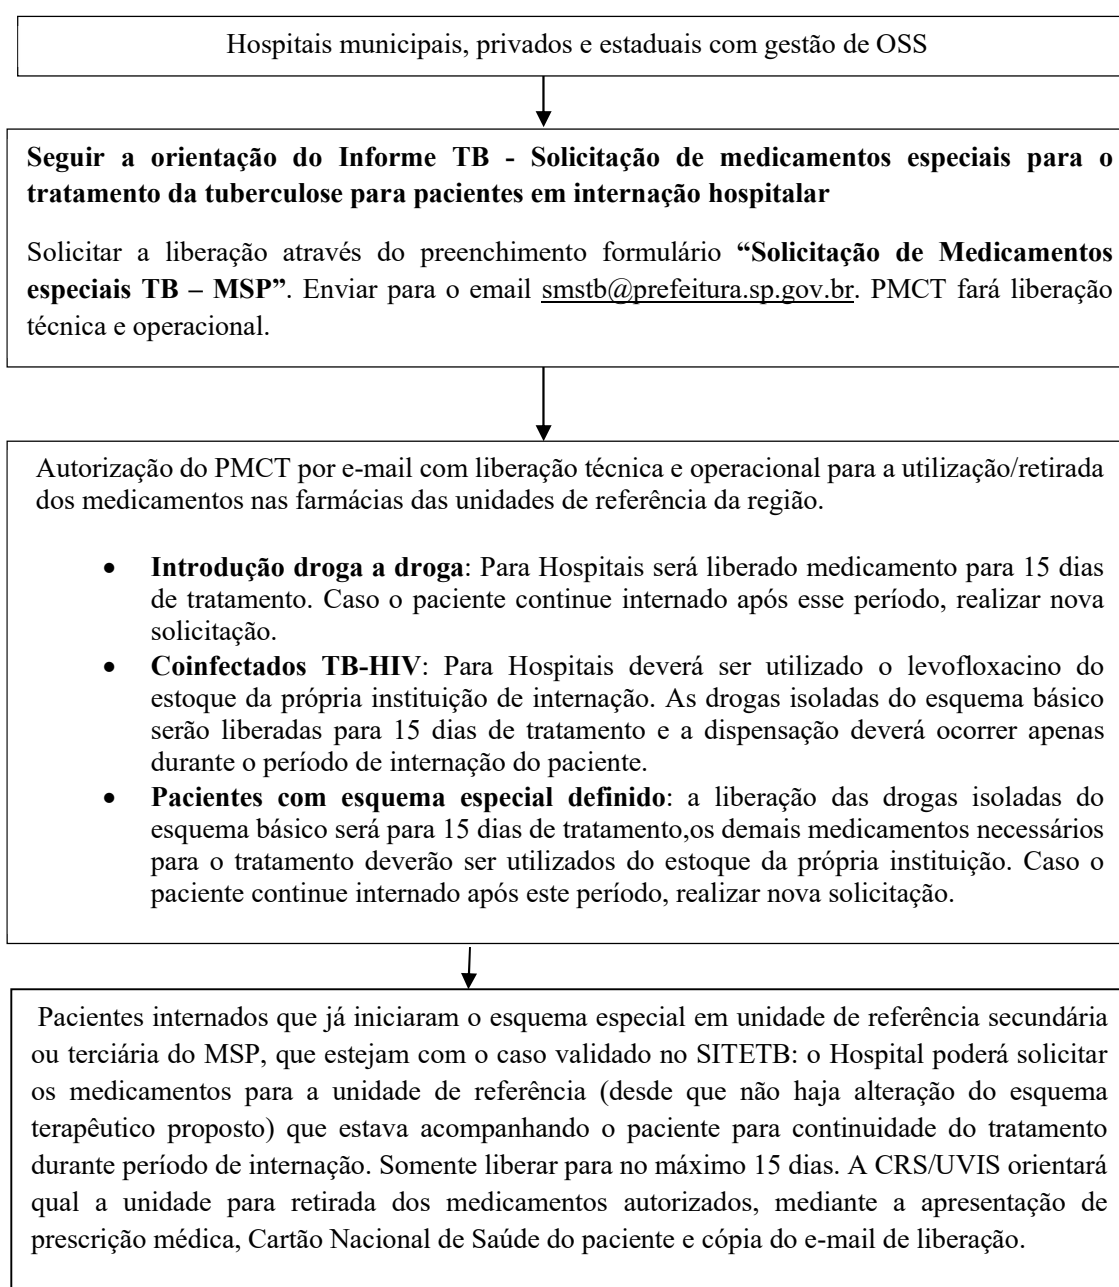 Hospitais municipais, privados e estaduais com gestão de OSS
Seguir a orientação do Informe TB - Solicitação de medicamentos especiais para o
tratamento da tuberculose para pacientes em internação hospitalar
Solicitar a liberação através do preenchimento formulário “Solicitação de Medicamentos
especiais TB – MSP”. Enviar para o email smstb@prefeitura.sp.gov.br. PMCT fará liberação
técnica e operacional.
Autorização do PMCT por e-mail com liberação técnica e operacional para a utilização/retirada
dos medicamentos nas farmácias das unidades de referência da região.
• Introdução droga a droga: Para Hospitais será liberado medicamento para 15 dias
de tratamento. Caso o paciente continue internado após esse período, realizar nova
solicitação.
• Coinfectados TB-HIV: Para Hospitais deverá ser utilizado o levofloxacino do
estoque da própria instituição de internação. As drogas isoladas do esquema básico
serão liberadas para 15 dias de tratamento e a dispensação deverá ocorrer apenas
durante o período de internação do paciente.
• Pacientes com esquema especial definido: a liberação das drogas isoladas do
esquema básico será para 15 dias de tratamento,os demais medicamentos necessários
para o tratamento deverão ser utilizados do estoque da própria instituição. Caso o
paciente continue internado após este período, realizar nova solicitação.
Pacientes internados que já iniciaram o esquema especial em unidade de referência secundária
ou terciária do MSP, que estejam com o caso validado no SITETB: o Hospital poderá solicitar
os medicamentos para a unidade de referência (desde que não haja alteração do esquema
terapêutico proposto) que estava acompanhando o paciente para continuidade do tratamento
durante período de internação. Somente liberar para no máximo 15 dias. A CRS/UVIS orientará
qual a unidade para retirada dos medicamentos autorizados, mediante a apresentação de
prescrição médica, Cartão Nacional de Saúde do paciente e cópia do e-mail de liberação.